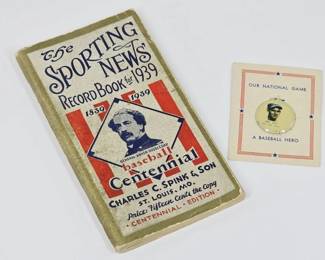 The
SPORTING
NEWS
RECORD BOOK for 1939
1839 1939
baseball
Centennial
CHARLES C. SPINK & SON
ST. LOUIS, MO.
Price: Fifteen Cents the Copy
• CENTENNIAL • EDITION •
OUR NATIONAL GAME
A BASEBALL HERO